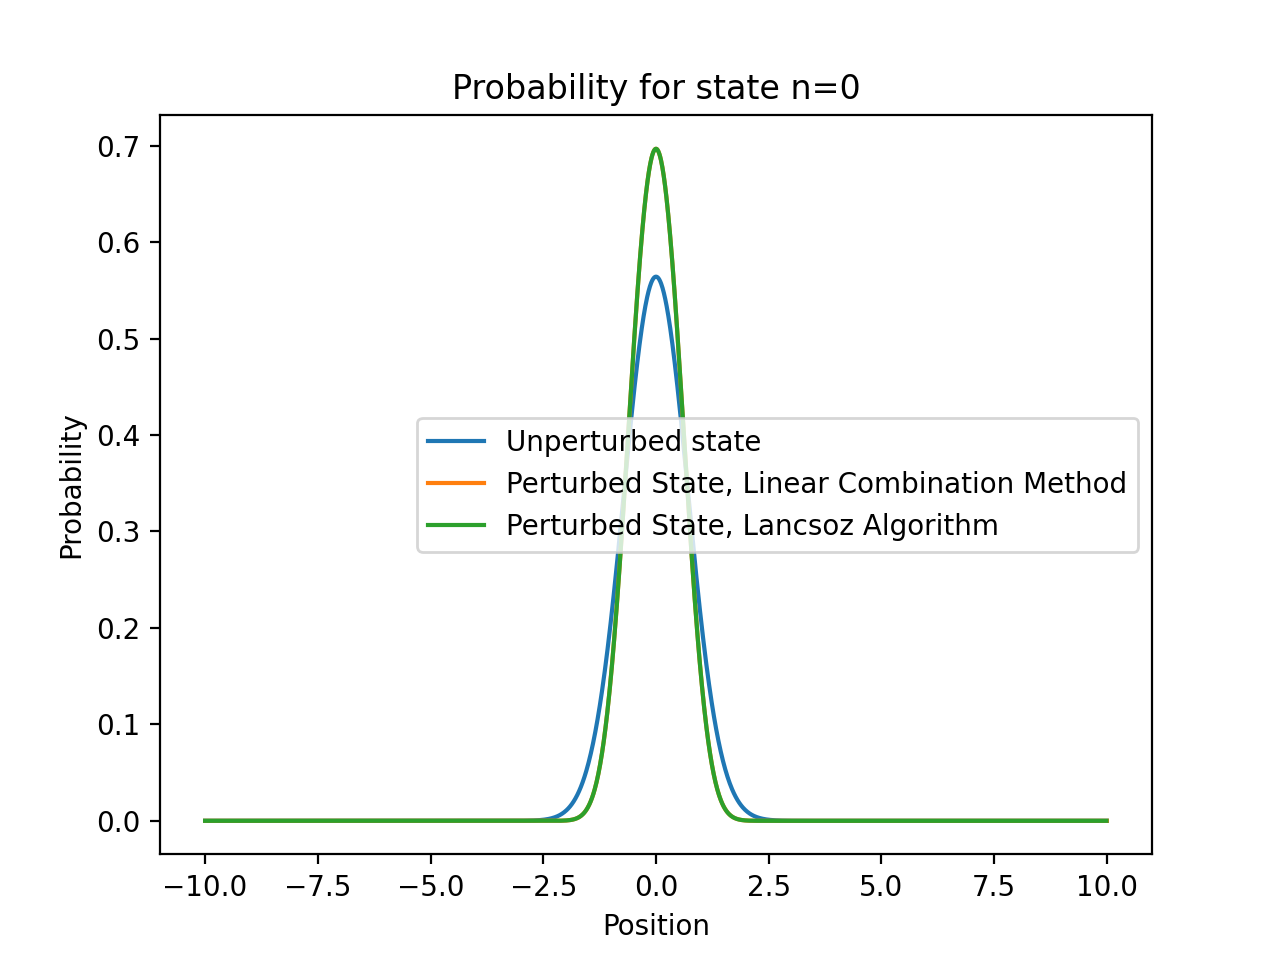 Probability for state n=0
0.7
0.6
0.5
0.4
0.3
0.2
0.1
0.0
Probability
Unperturbed state
Perturbed State, Linear Combination Method
Perturbed State, Lancsoz Algorithm
−10.0 −7.5 −5.0 −2.5 0.0 2.5 5.0 7.5 10.0
Position